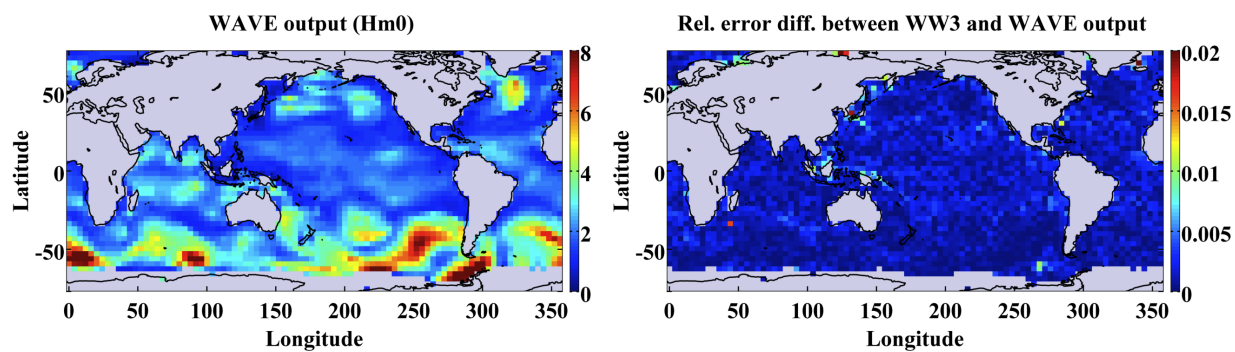 WAVE output (Hm0)
Latitude
50
0
-50
0 50 100 150 200 250 300 350
Longitude
8
6
4
2
0
Rel. error diff. between WW3 and WAVE output
Latitude
50
0
-50
0 50 100 150 200 250 300 350
Longitude
0.02
0.015
0.01
0.005
0